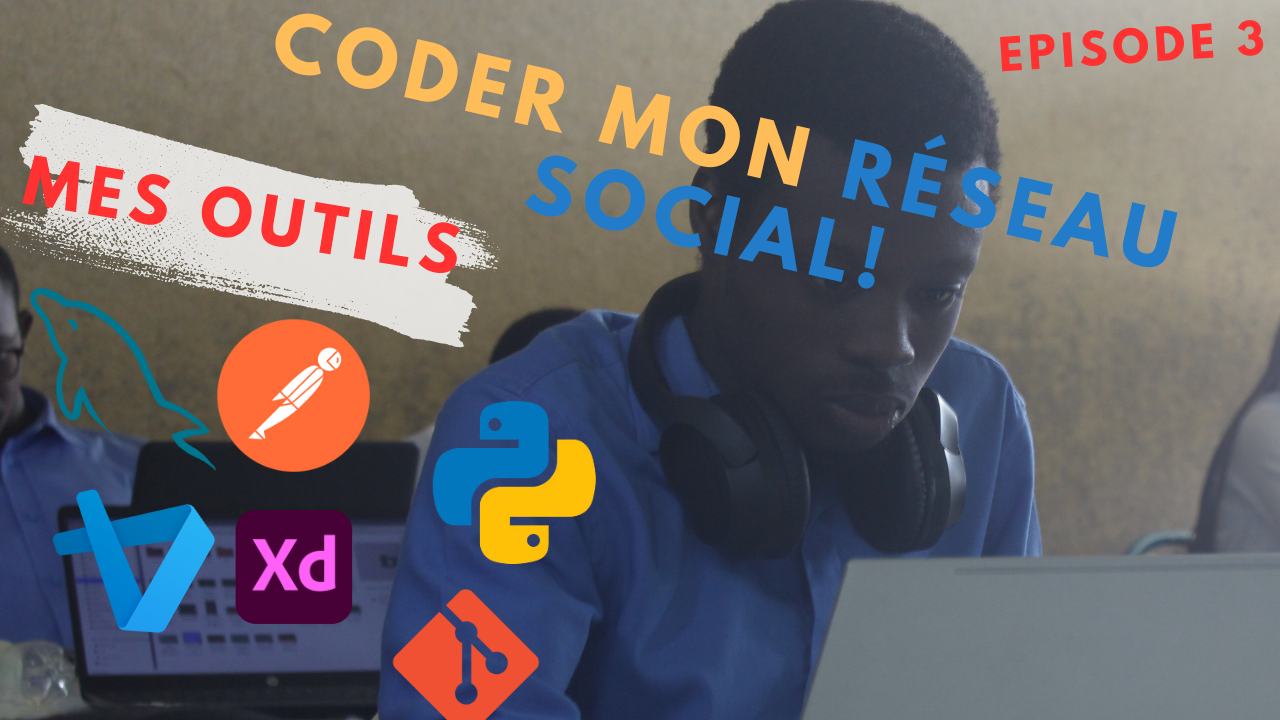 EPISODE 3
CODER MON RÉSEAU
SOCIAL!
MES OUTILS
Xd